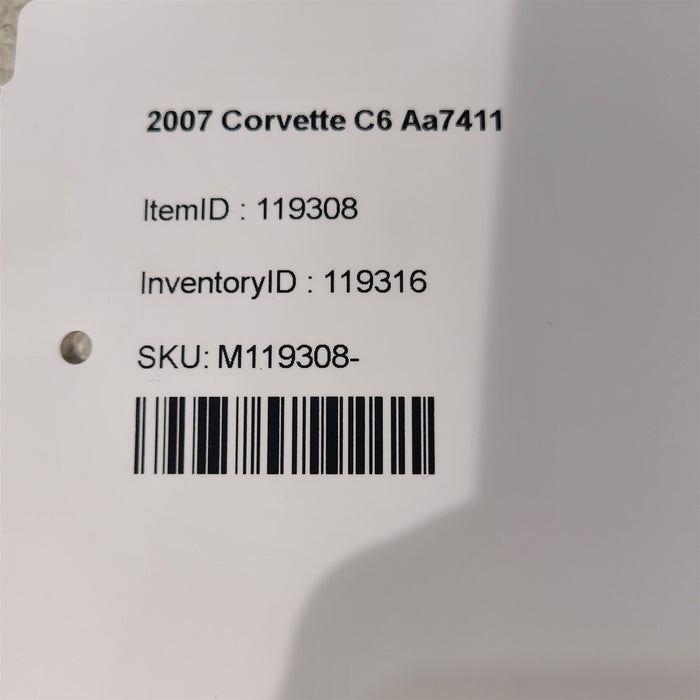 2007 Corvette C6 Aa7411
ItemID : 119308
InventoryID : 119316
SKU: M119308-